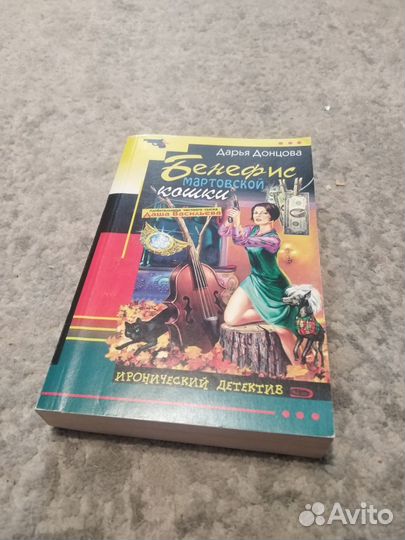 Дарья Донцова
Бенефис
мартовской
кошки
Даша Васильева
ИРОНИЧЕСКИЙ ДЕТЕКТИВ
Avito